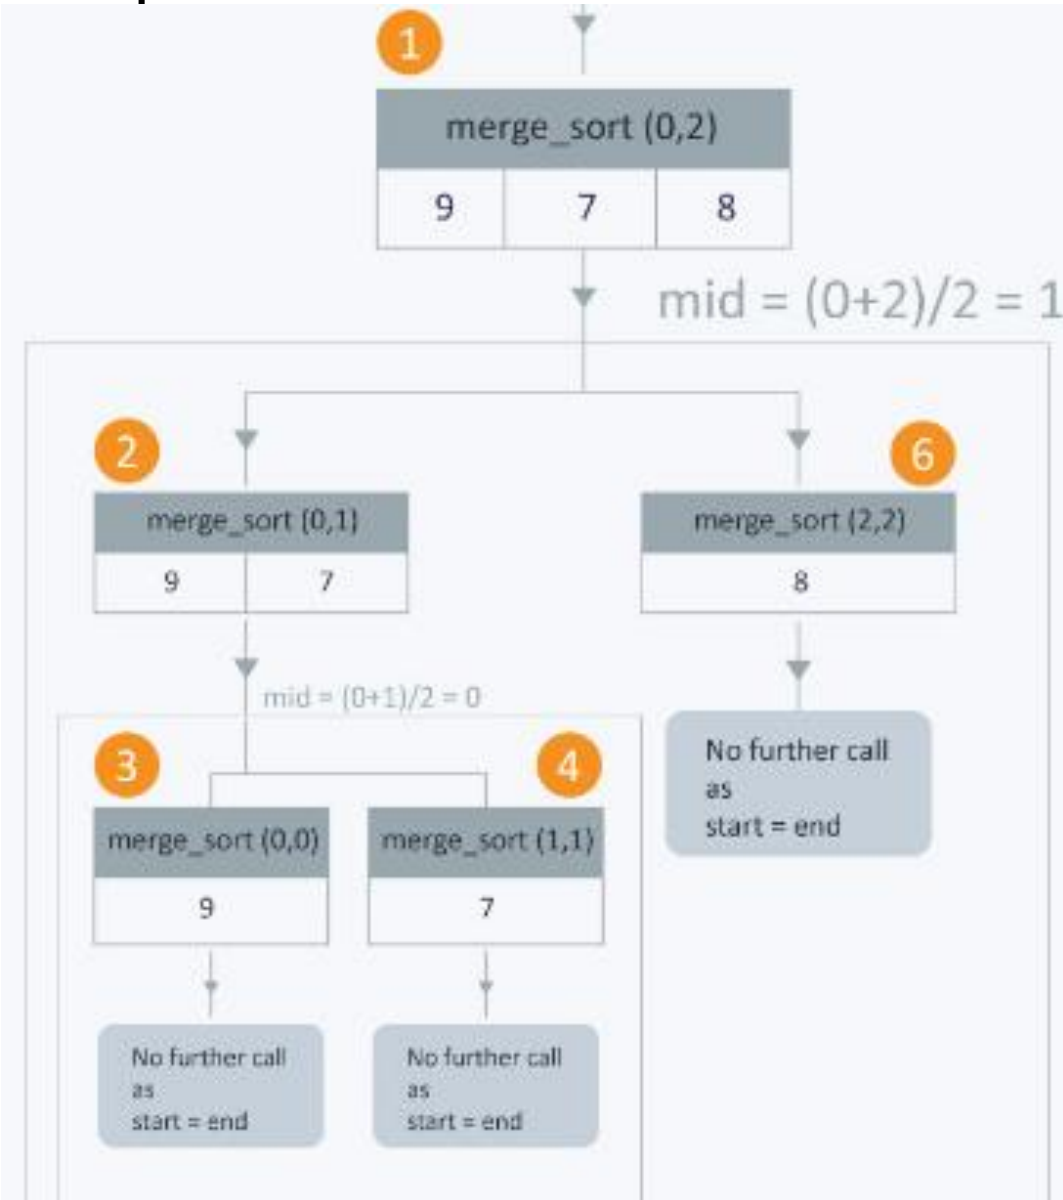 1
merge_sort (0,2)
9 7 8
mid = (0+2)/2 = 1
2
6
merge_sort (0,1)
merge_sort (2,2)
9 7
8
mid = (0+1)/2 = 0
3
4
No further call
as
start = end
merge_sort (0,0)
merge_sort (1,1)
9
7
No further call
as
start = end
No further call
as
start = end